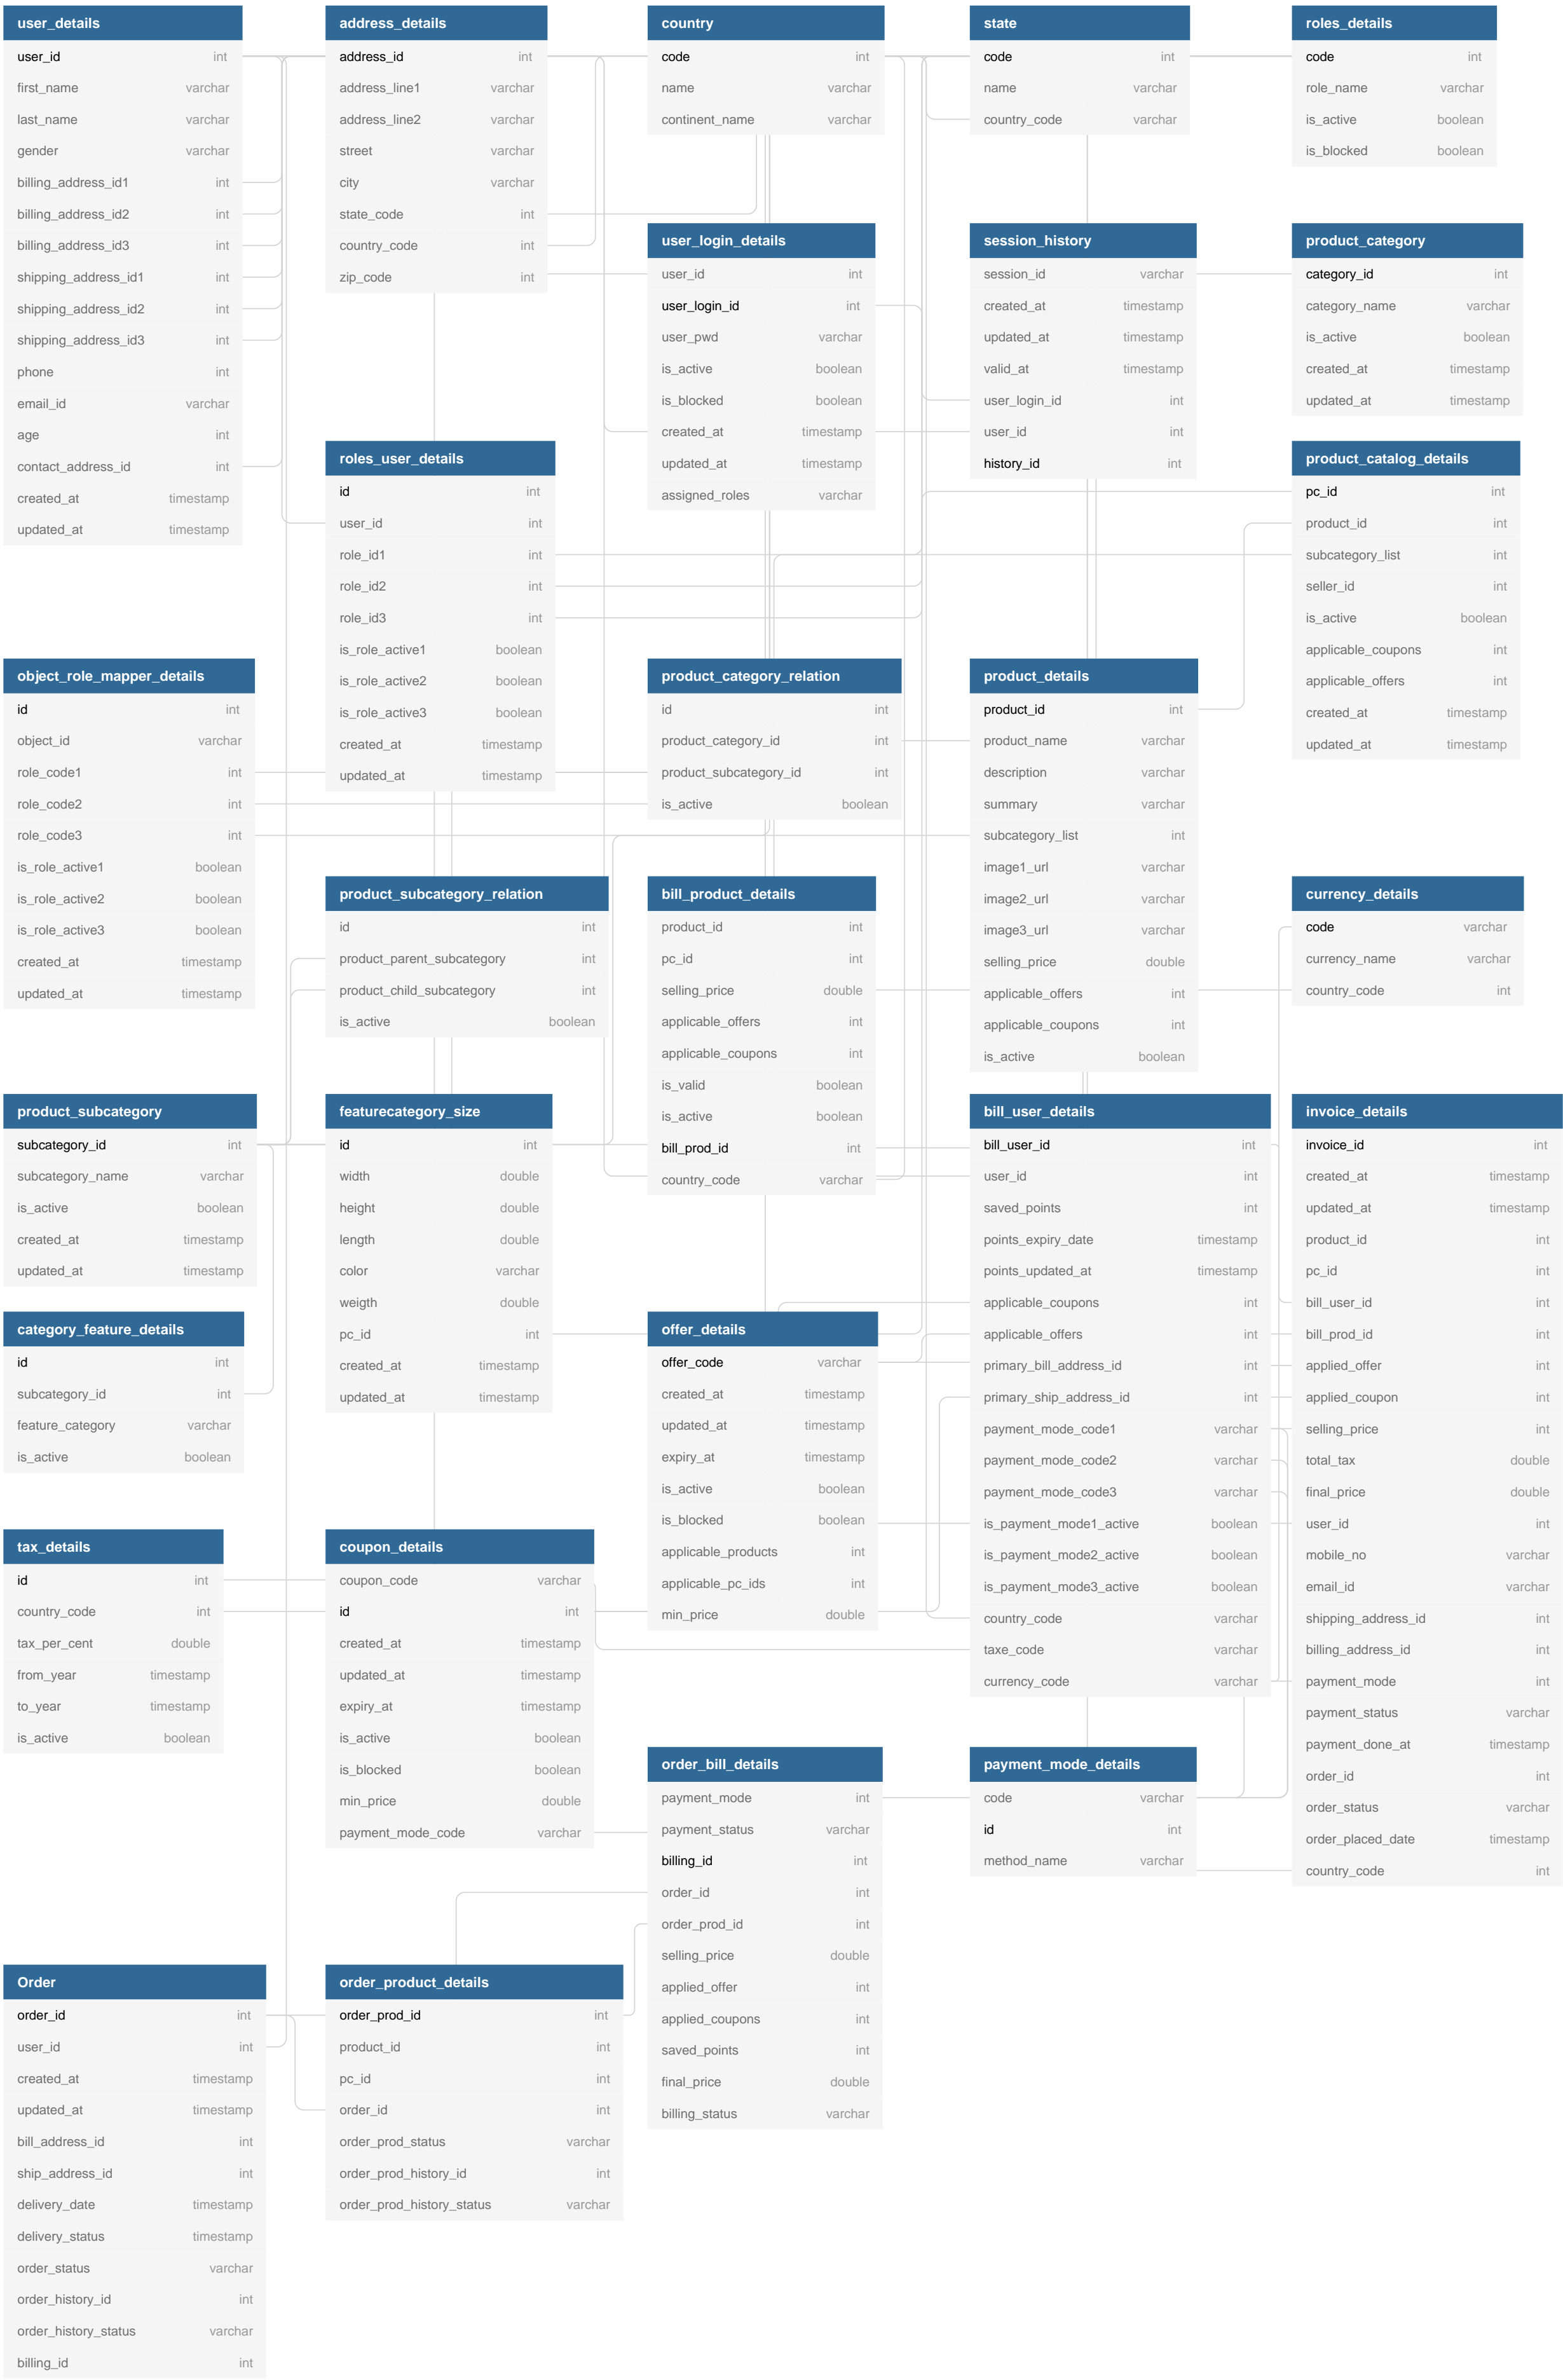 user_details
user_id int
first_name varchar
last_name varchar
gender varchar
billing_address_id1 int
billing_address_id2 int
billing_address_id3 int
shipping_address_id1 int
shipping_address_id2 int
shipping_address_id3 int
phone int
email_id varchar
age int
contact_address_id int
created_at timestamp
updated_at timestamp
address_details
address_id int
address_line1 varchar
address_line2 varchar
street varchar
city varchar
state_code int
country_code int
zip_code int
country
code int
name varchar
continent_name varchar
state
code int
name varchar
country_code varchar
roles_details
code int
role_name varchar
is_active boolean
is_blocked boolean
user_login_details
user_id int
user_login_id int
user_pwd varchar
is_active boolean
is_blocked boolean
created_at timestamp
updated_at timestamp
assigned_roles varchar
session_history
session_id varchar
created_at timestamp
updated_at timestamp
valid_at timestamp
user_login_id int
user_id int
history_id int
product_category
category_id int
category_name varchar
is_active boolean
created_at timestamp
updated_at timestamp
roles_user_details
id int
user_id int
role_id1 int
role_id2 int
role_id3 int
is_role_active1 boolean
is_role_active2 boolean
is_role_active3 boolean
created_at timestamp
updated_at timestamp
product_catalog_details
pc_id int
product_id int
subcategory_list int
seller_id int
is_active boolean
applicable_coupons int
applicable_offers int
created_at timestamp
updated_at timestamp
object_role_mapper_details
id int
object_id varchar
role_code1 int
role_code2 int
role_code3 int
is_role_active1 boolean
is_role_active2 boolean
is_role_active3 boolean
created_at timestamp
updated_at timestamp
product_category_relation
id int
product_category_id int
product_subcategory_id int
is_active boolean
product_details
product_id int
product_name varchar
description varchar
summary varchar
subcategory_list int
image1_url varchar
image2_url varchar
image3_url varchar
selling_price double
applicable_offers int
applicable_coupons int
is_active boolean
product_subcategory_relation
id int
product_parent_subcategory int
product_child_subcategory int
is_active boolean
bill_product_details
product_id int
pc_id int
selling_price double
applicable_offers int
applicable_coupons int
is_valid boolean
is_active boolean
bill_prod_id int
country_code varchar
currency_details
code varchar
currency_name varchar
country_code int
product_subcategory
subcategory_id int
subcategory_name varchar
is_active boolean
created_at timestamp
updated_at timestamp
featurecategory_size
id int
width double
height double
length double
color varchar
weigth double
pc_id int
created_at timestamp
updated_at timestamp
bill_user_details
bill_user_id int
user_id int
saved_points int
points_expiry_date timestamp
points_updated_at timestamp
applicable_coupons int
applicable_offers int
primary_bill_address_id int
primary_ship_address_id int
payment_mode_code1 varchar
payment_mode_code2 varchar
payment_mode_code3 varchar
is_payment_mode1_active boolean
is_payment_mode2_active boolean
is_payment_mode3_active boolean
country_code varchar
taxe_code varchar
currency_code varchar
invoice_details
invoice_id int
created_at timestamp
updated_at timestamp
product_id int
pc_id int
bill_user_id int
bill_prod_id int
applied_offer int
applied_coupon int
selling_price int
total_tax double
final_price double
user_id int
mobile_no varchar
email_id varchar
shipping_address_id int
billing_address_id int
payment_mode int
payment_status varchar
payment_done_at timestamp
order_id int
order_status varchar
order_placed_date timestamp
country_code int
category_feature_details
id int
subcategory_id int
feature_category varchar
is_active boolean
offer_details
offer_code varchar
created_at timestamp
updated_at timestamp
expiry_at timestamp
is_active boolean
is_blocked boolean
applicable_products int
applicable_pc_ids int
min_price double
tax_details
id int
country_code int
tax_per_cent double
from_year timestamp
to_year timestamp
is_active boolean
coupon_details
coupon_code varchar
id int
created_at timestamp
updated_at timestamp
expiry_at timestamp
is_active boolean
is_blocked boolean
min_price double
payment_mode_code varchar
order_bill_details
payment_mode int
payment_status varchar
billing_id int
order_id int
order_prod_id int
selling_price double
applied_offer int
applied_coupons int
saved_points int
final_price double
billing_status varchar
payment_mode_details
code varchar
id int
method_name varchar
Order
order_id int
user_id int
created_at timestamp
updated_at timestamp
bill_address_id int
ship_address_id int
delivery_date timestamp
delivery_status timestamp
order_status varchar
order_history_id int
order_history_status varchar
billing_id int
order_product_details
order_prod_id int
product_id int
pc_id int
order_id int
order_prod_status varchar
order_prod_history_id int
order_prod_history_status varchar